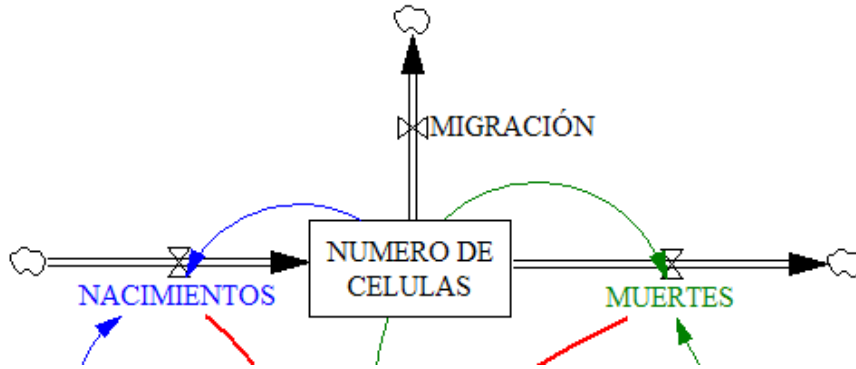 MIGRACIÓN
NUMERO DE
CELULAS
NACIMIENTOS
MUERTES